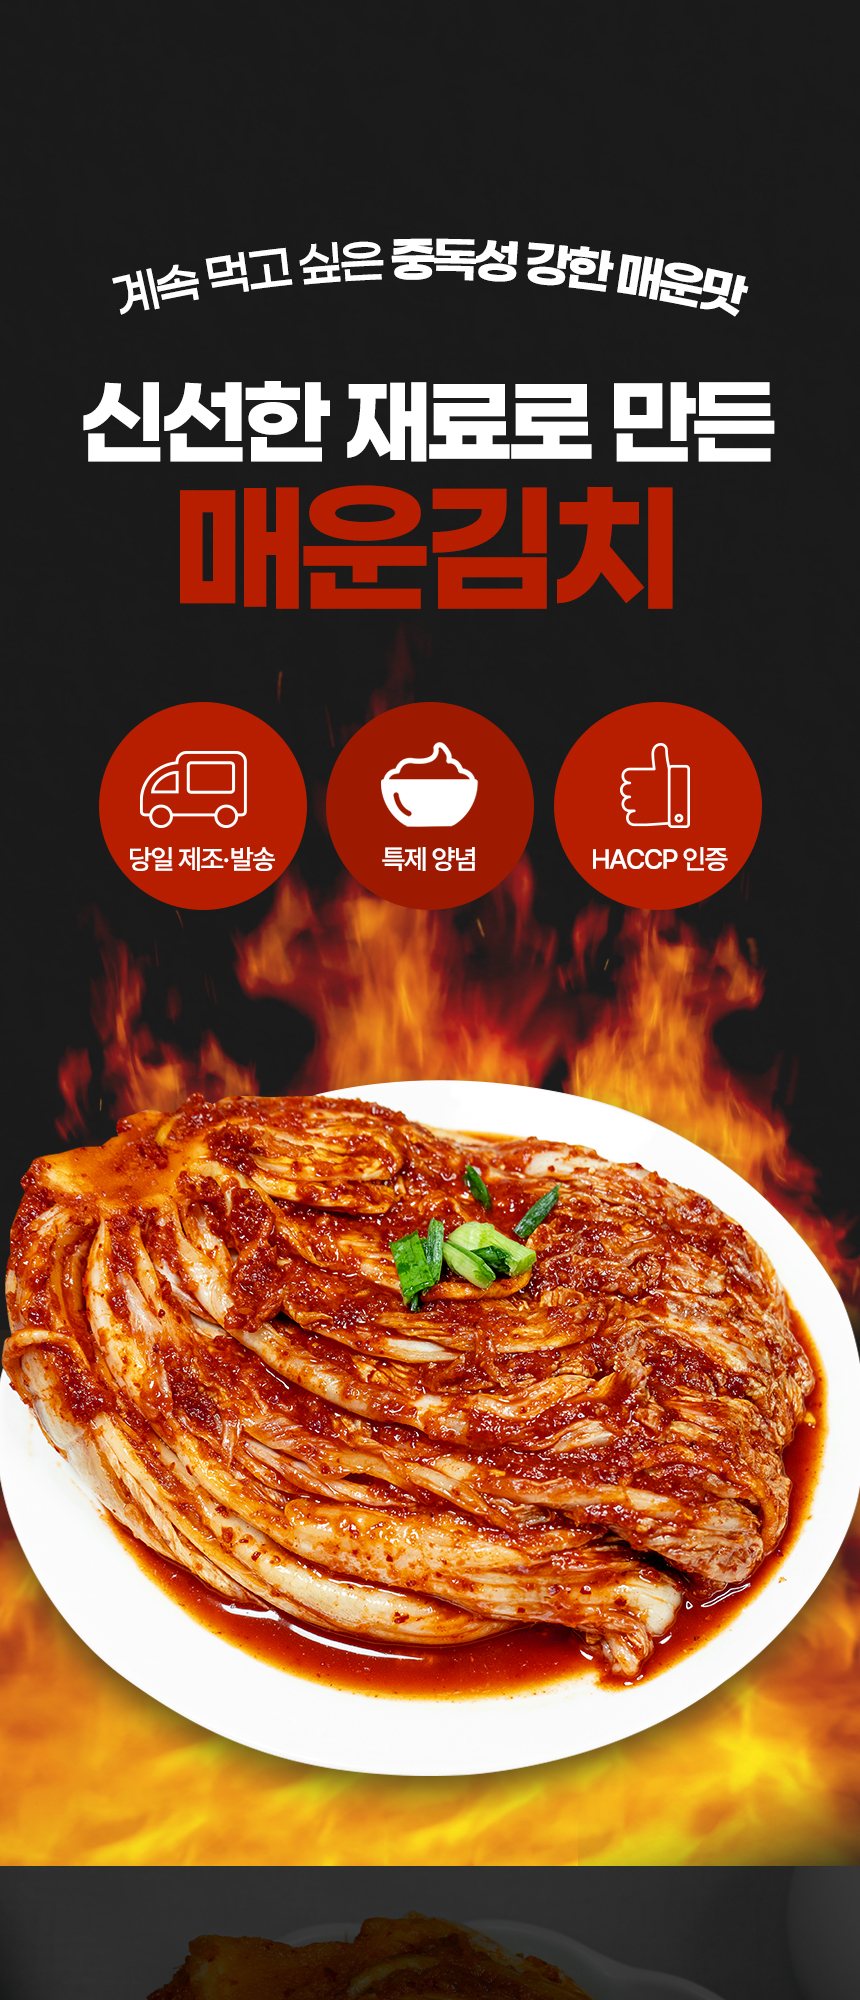 계속 먹고 싶은 중독성 강한 매운맛
신선한 재료로 만든
매운김치
당일 제조·발송
특제 양념
HACCP 인증